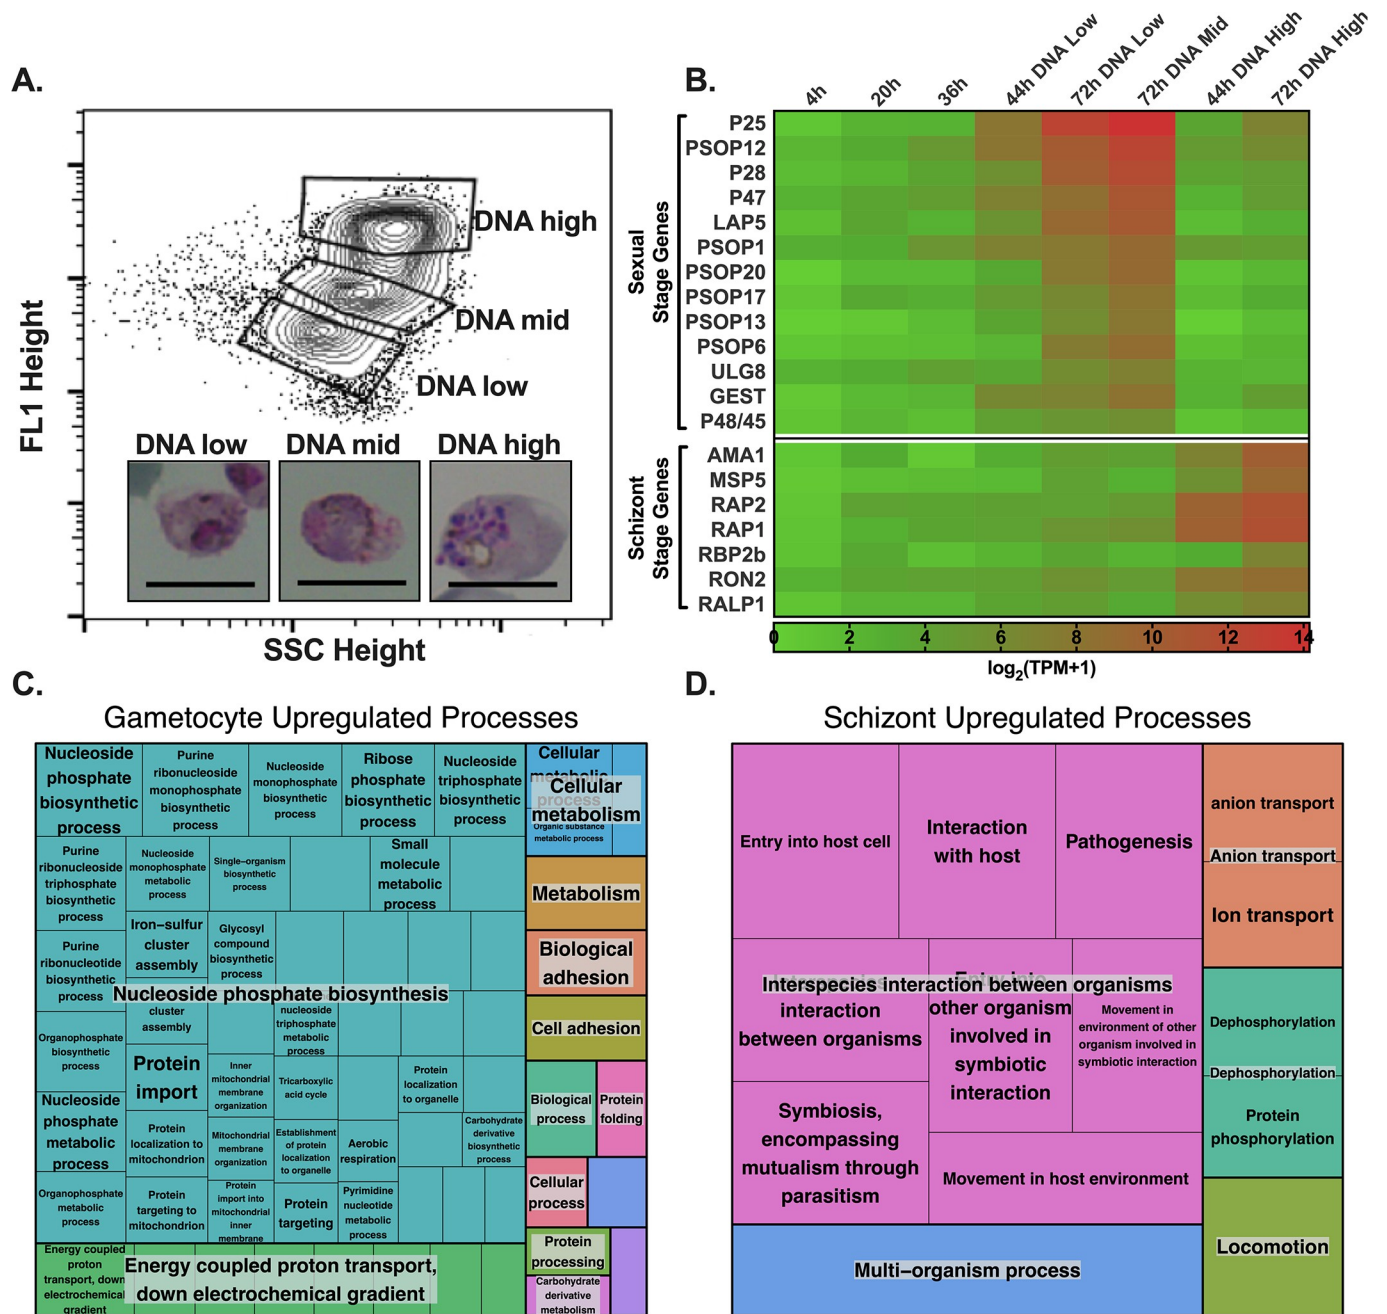 A.
FL1 Height
DNA high
DNA mid
DNA low
DNA low
DNA mid
DNA high
SSC Height
B.
4h
20h
36h
44h DNA Low
72h DNA Low
72h DNA Mid
44h DNA High
72h DNA High
Sexual
Stage Genes
P25
PSOP12
P28
P47
LAP5
PSOP1
PSOP20
PSOP17
PSOP13
PSOP6
ULG8
GEST
P48/45
Schizont
Stage Genes
AMA1
MSP5
RAP2
RAP1
RBP2b
RON2
RALP1
0 2 4 6 8 10 12 14
log2(TPM+1)
C.
Gametocyte Upregulated Processes
Nucleoside
phosphate
biosynthetic
process
Purine
ribonucleoside
monophosphate
biosynthetic
process
Nucleoside
monophosphate
biosynthetic
process
Ribose
phosphate
biosynthetic
process
Nucleoside
triphosphate
biosynthetic
process
Purine
ribonucleoside
triphosphate
biosynthetic
process
Nucleoside
monophosphate
metabolic
process
Single-organism
biosynthetic
process
Small
molecule
metabolic
process
Purine
ribonucleotide
biosynthetic
process
Iron-sulfur
cluster
assembly
Glycosyl
compound
biosynthetic
process
Nucleoside phosphate biosynthesis
Organophosphate
biosynthetic
process
cluster
assembly
nucleoside
triphosphate
metabolic
process
Protein
import
Inner
mitochondrial
membrane
organization
Tricarboxylic
acid cycle
Protein
localization
to organelle
Nucleoside
phosphate
metabolic
process
Protein
localization to
mitochondrion
Mitochondrial
membrane
organization
Establishment
of protein
localization
to organelle
Aerobic
respiration
Carbohydrate
derivative
biosynthetic
process
Organophosphate
metabolic
process
Protein
targeting to
mitochondrion
Protein
import into
mitochondrial
inner
membrane
Protein
targeting
Pyrimidine
nucleotide
metabolic
process
Energy coupled
proton
transport, down
electrochemical
gradient
Energy coupled proton transport,
down electrochemical gradient
Cellular
metabolic
process
Cellular
metabolism
Organic substance
metabolic process
Metabolism
Biological
adhesion
Cell adhesion
Biological
process
Protein
folding
Cellular
process
Protein
processing
Carbohydrate
derivative
metabolism
D.
Schizont Upregulated Processes
Entry into host cell
Interaction
with host
Pathogenesis
Interspecies
Interspecies interaction between organisms
interaction
between organisms
Entry into
other organism
involved in
symbiotic
interaction
Movement in
environment of other
organism involved in
symbiotic interaction
Symbiosis,
encompassing
mutualism through
parasitism
Movement in host environment
Multi-organism process
anion transport
Anion transport
Ion transport
Dephosphorylation
Dephosphorylation
Protein
phosphorylation
Locomotion